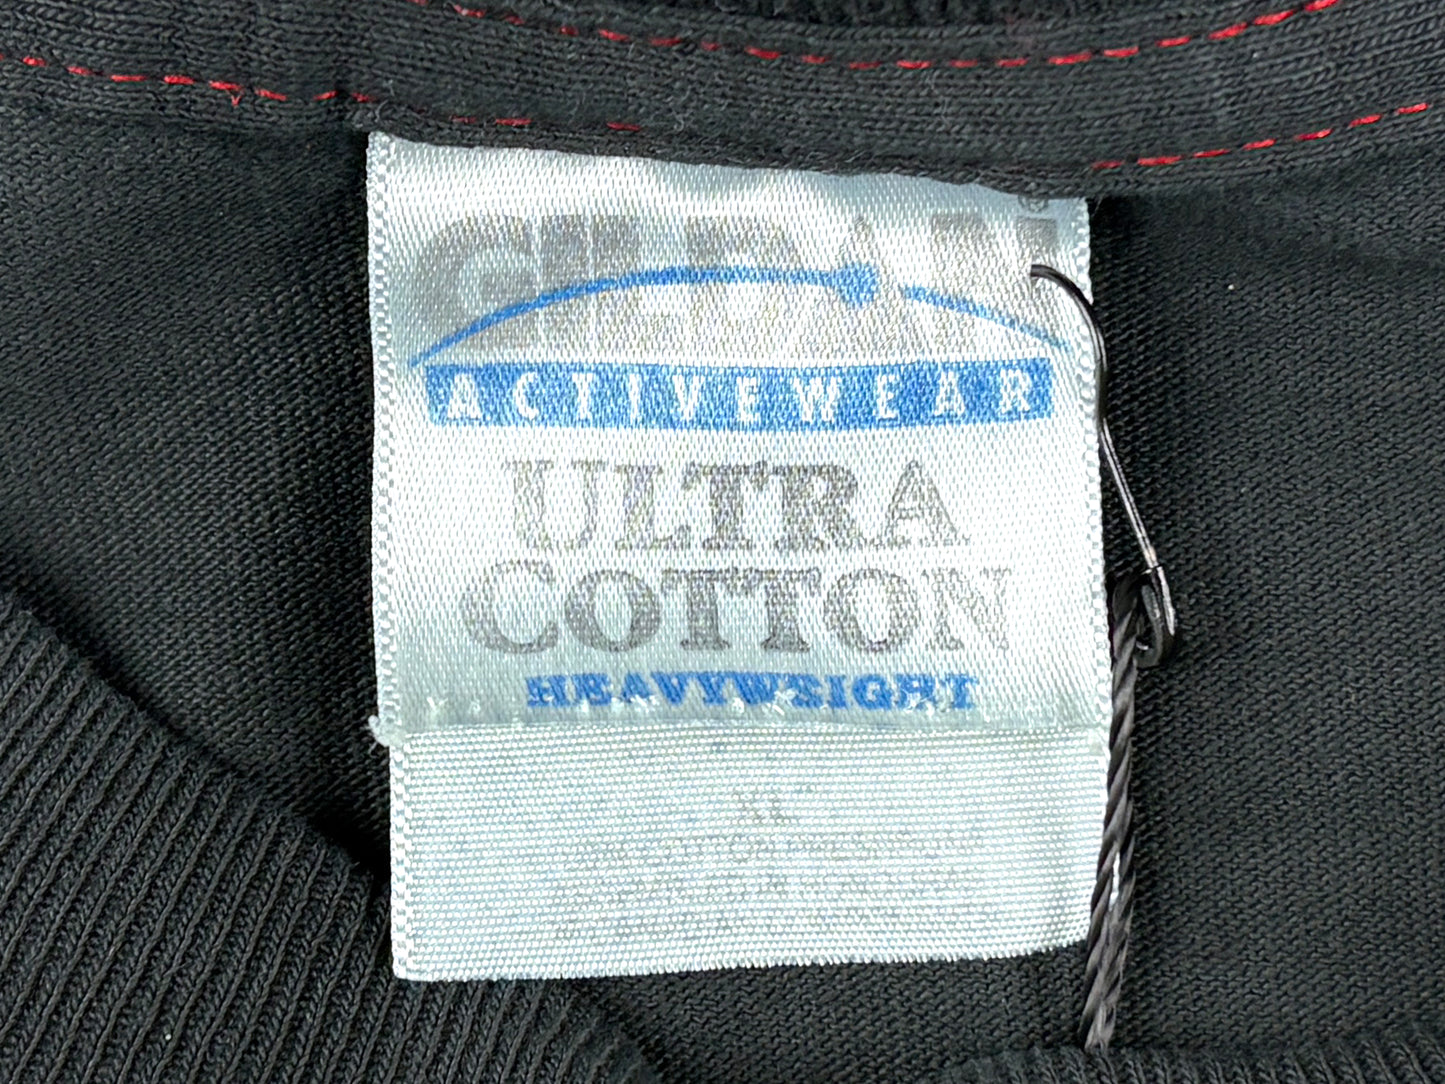 GILDAN®
ACTIVEWEAR
ULTRA
COTTON
HEAVYWEIGHT
XL